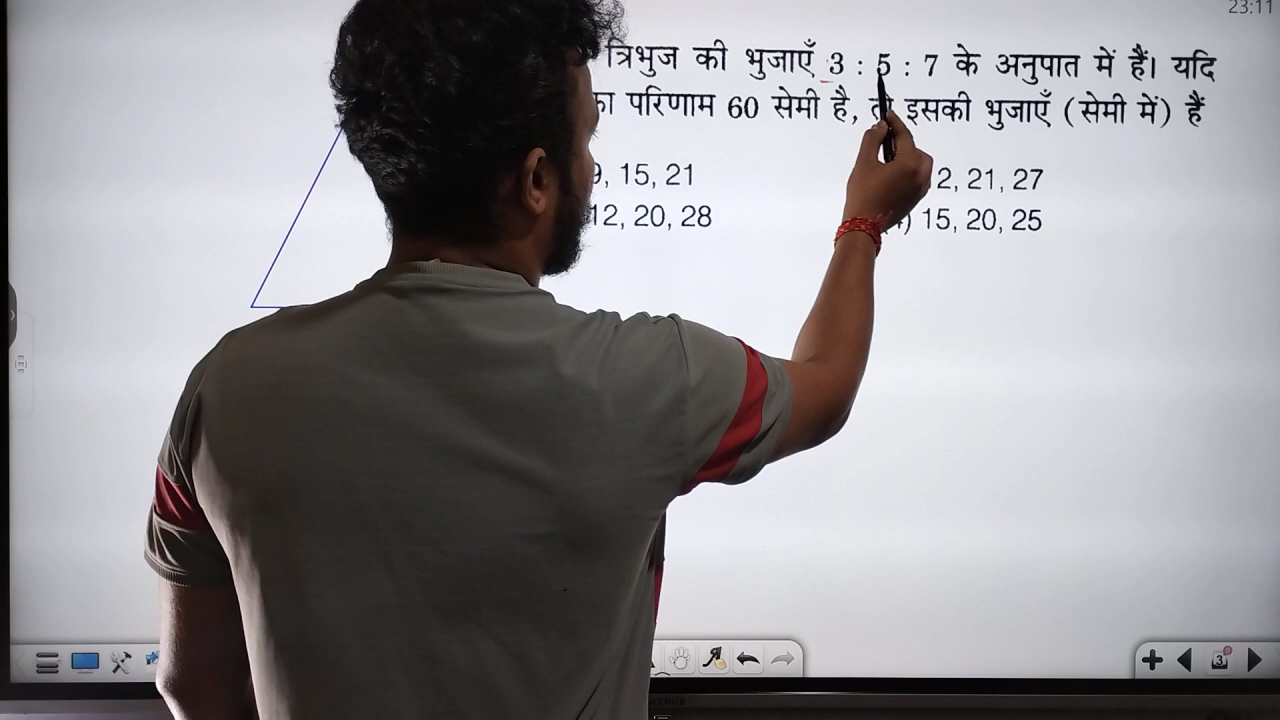 23:11
त्रिभुज की भुजाएँ 3 : 5 : 7 के अनुपात में हैं। यदि
का परिणाम 60 सेमी है, तो इसकी भुजाएँ (सेमी में) हैं
9, 15, 21
2, 21, 27
12, 20, 28
) 15, 20, 25
3